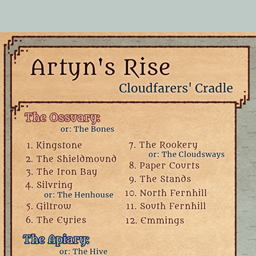 Artyn's Rise
Cloudfarers' Cradle
The Ossuary:
or: The Bones
1. Kingstone
2. The Shieldmound
3. The Iron Bay
4. Silvring
or: The Henhouse
5. Giltrow
6. The Eyries
7. The Rookery
or: The Cloudsways
8. Paper Courts
9. The Stands
10. North Fernhill
11. South Fernhill
12. Emmings
The Apiary:
or: The Hive